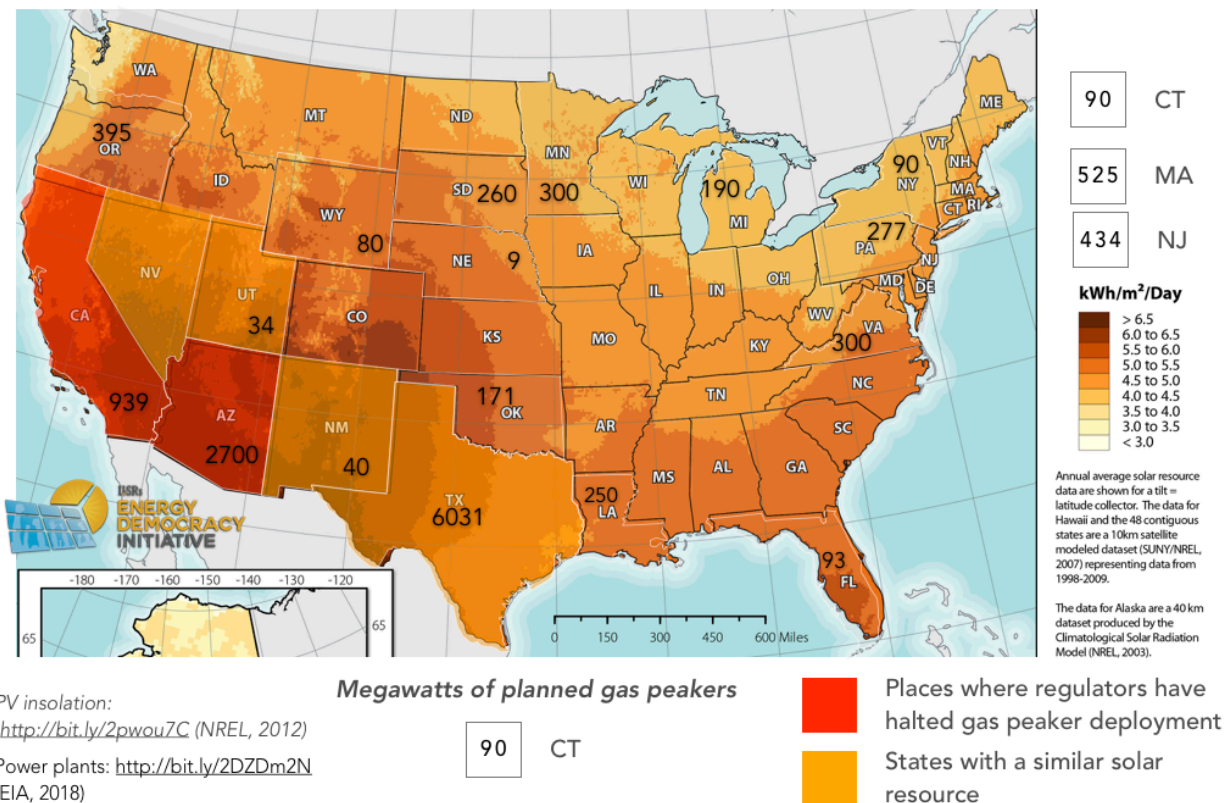 WA
395
OR
MT
ID
ND
MN
SD 260
300
WI
190
MI
ME
VT
NH
90
NY
MA
CT RI
WY
80
NE
9
IA
277
PA
NJ
NV
UT
34
CO
KS
MO
IL
IN
OH
MD
DE
WV
VA
300
KY
CA
939
AZ
2700
NM
40
171
OK
TN
NC
AR
SC
MS
AL
GA
TX
6031
250
LA
93
FL
ILSR's
ENERGY
DEMOCRACY
INITIATIVE
-180 -170 -160 -150 -140 -130 -120
65
65
0 150 300 450 600 Miles
90 CT
525 MA
434 NJ
kWh/m²/Day
> 6.5
6.0 to 6.5
5.5 to 6.0
5.0 to 5.5
4.5 to 5.0
4.0 to 4.5
3.5 to 4.0
3.0 to 3.5
< 3.0
Annual average solar resource
data are shown for a tilt =
latitude collector. The data for
Hawaii and the 48 contiguous
states are a 10km satellite
modeled dataset (SUNY/NREL,
2007) representing data from
1998-2009.
The data for Alaska are a 40 km
dataset produced by the
Climatological Solar Radiation
Model (NREL, 2003).
PV insolation:
http://bit.ly/2pwou7C (NREL, 2012)
Power plants: http://bit.ly/2DZDm2N
EIA, 2018)
Megawatts of planned gas peakers
90 CT
Places where regulators have
halted gas peaker deployment
States with a similar solar
resource